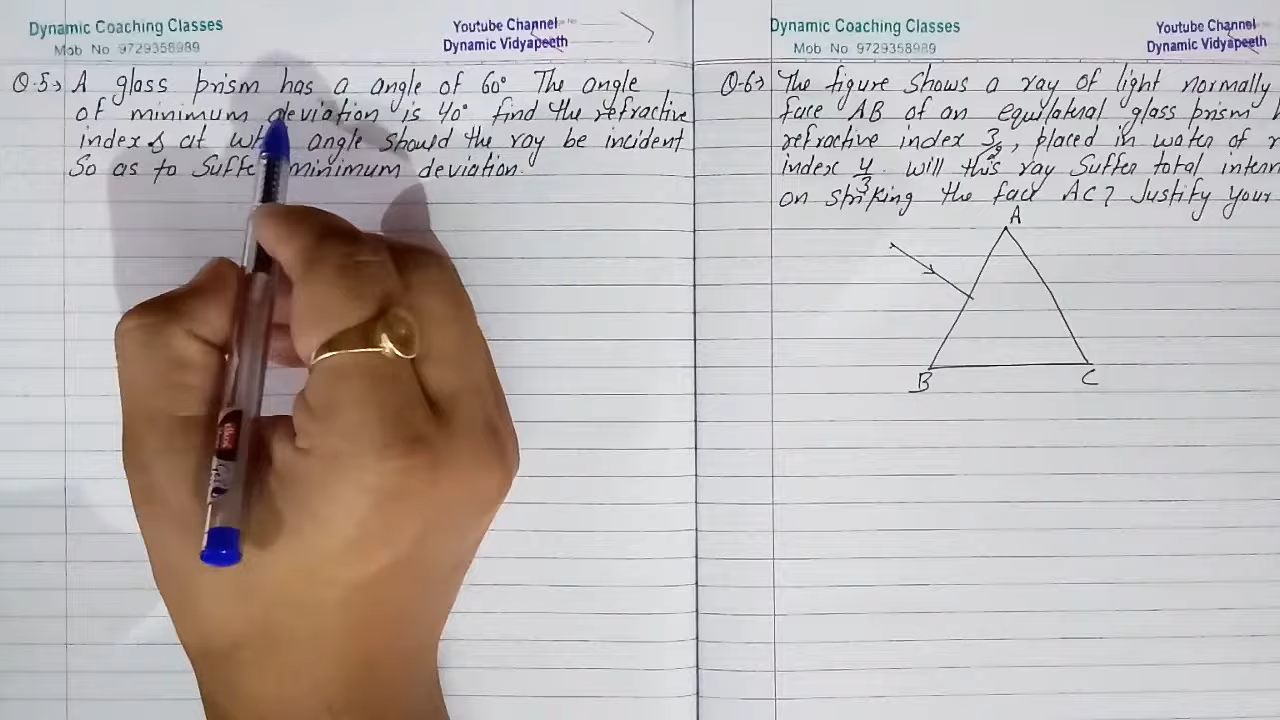 Dynamic Coaching Classes
Mob No 9729358989
Youtube Channel
Dynamic Vidyapeeth
Q.5> A glass prism has a angle of 60° The angle
of minimum deviation is 40° find the refractive
index & at angle should the ray be incident
So as to minimum deviation.
Dynamic Coaching Classes
Mob No 9729358989
Youtube Channel
Dynamic Vidyapeeth
Q.6> The figure shows a ray of light normally
face AB of an equilateral glass prism
refractive index 3/2, placed in water of
index 4/3. will this ray Suffer total
on striking the face AC? Justify your
A
B
C